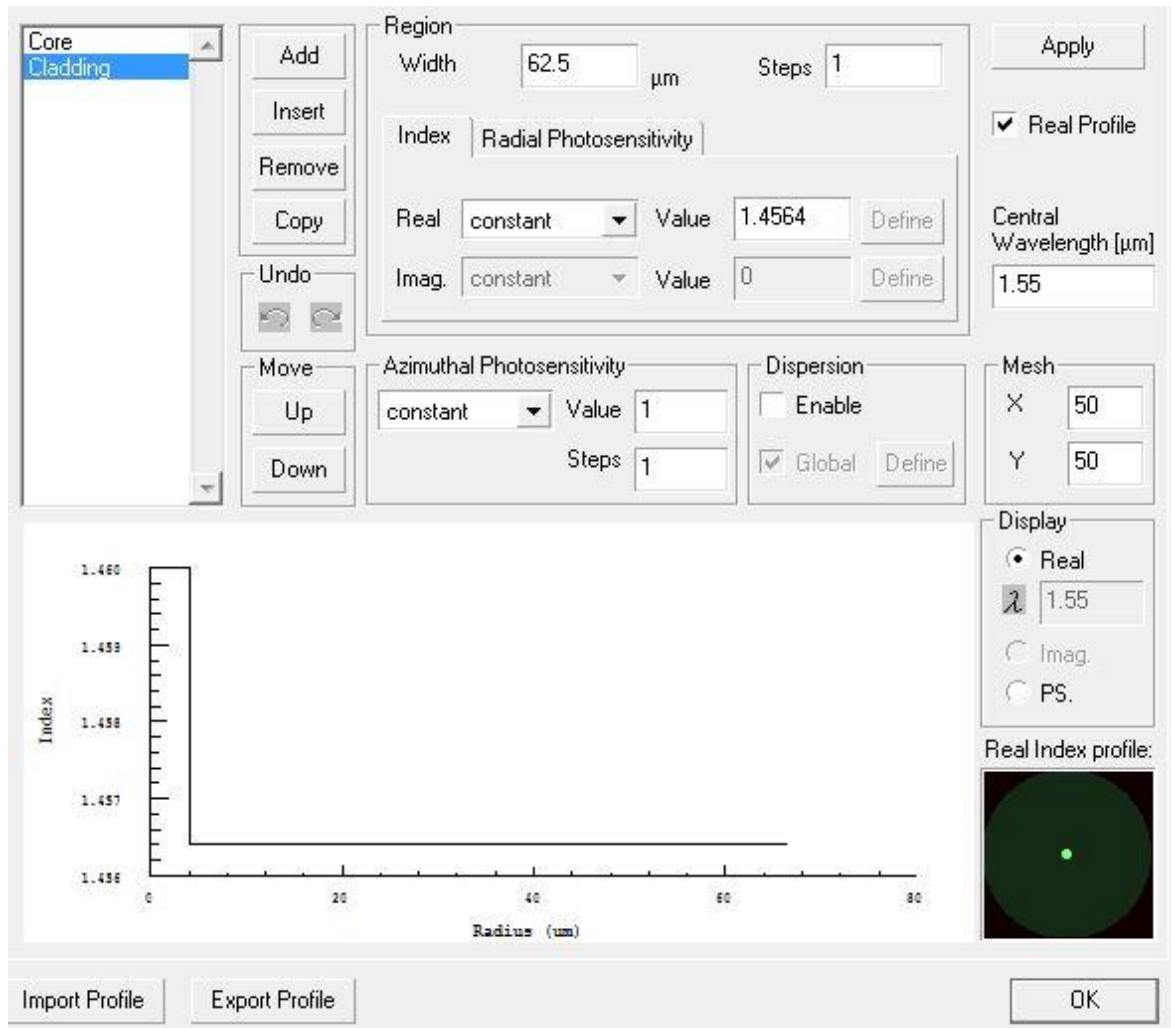 Core
Cladding
Add
Insert
Remove
Copy
Undo
Move
Up
Down
Region
Width 62.5 µm Steps 1
Index Radial Photosensitivity
Real constant Value 1.4564 Define
Imag. constant Value 0 Define
Azimuthal Photosensitivity
constant Value 1
Steps 1
Dispersion
Enable
Global Define
Apply
Real Profile
Central
Wavelength [µm]
1.55
Mesh
X 50
Y 50
Display
Real
λ 1.55
Imag.
PS.
Real Index profile:
Index
1.460
1.459
1.458
1.457
1.456
0 20 40 60 80
Radius (um)
Import Profile Export Profile OK